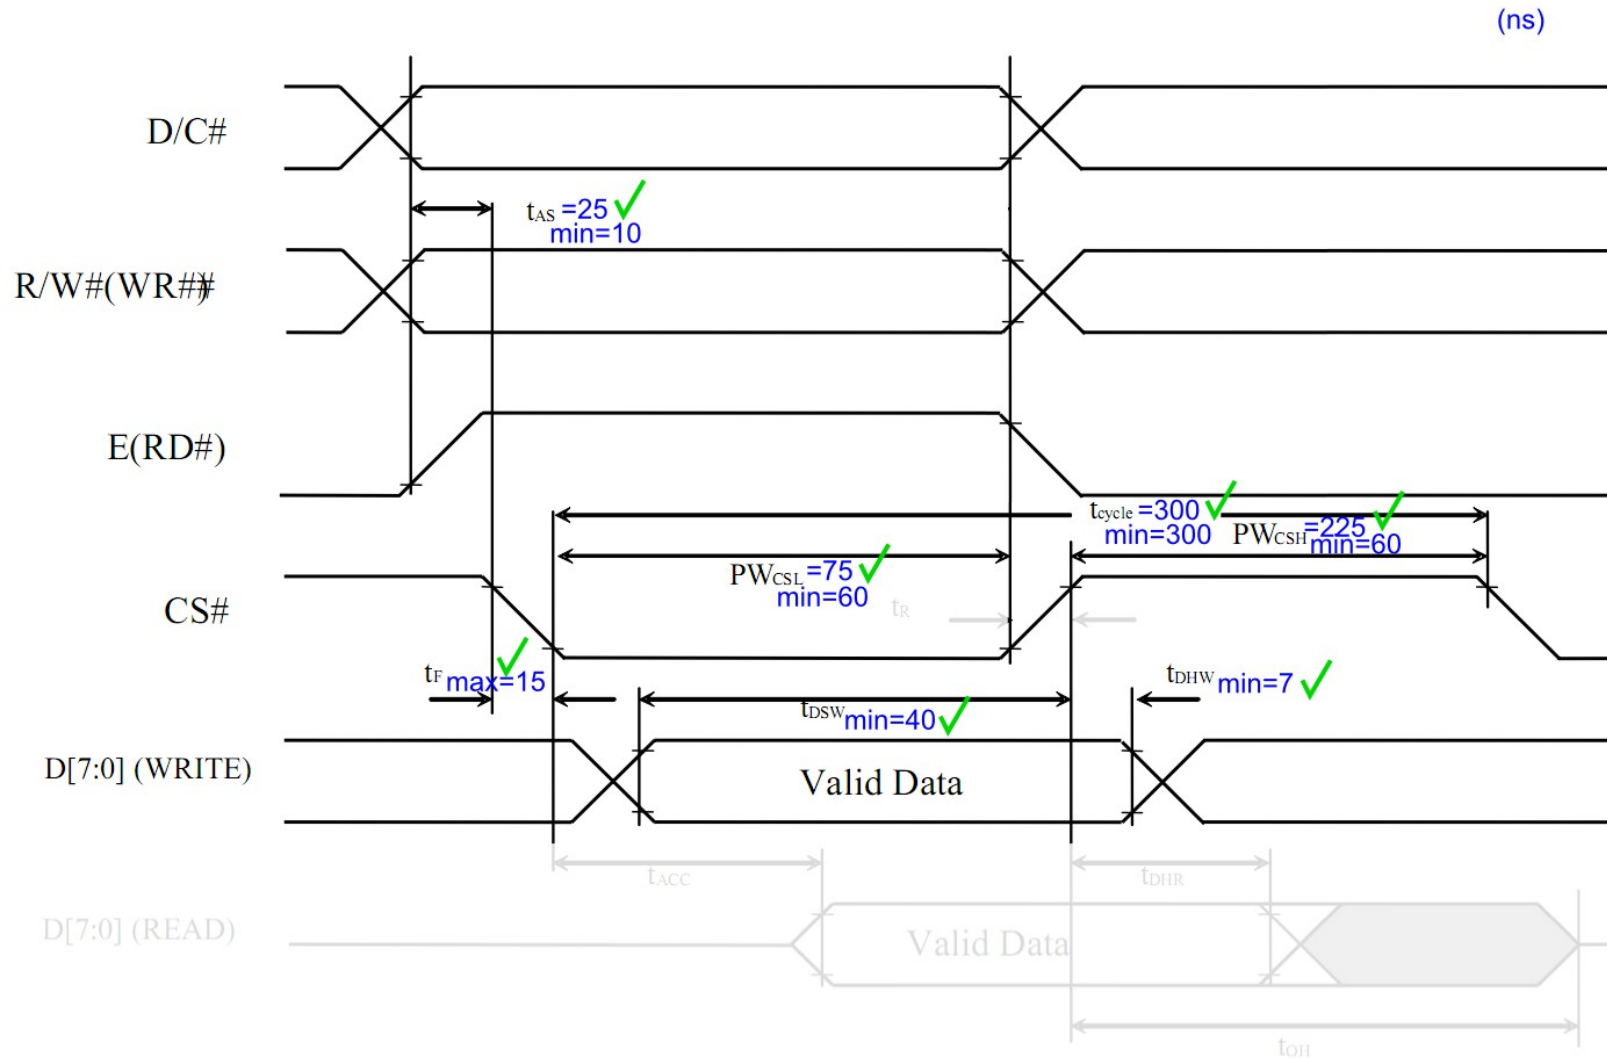 (ns)
D/C#
tAS =25
min=10
R/W#(WR##)
E(RD#)
tcycle =300
min=300
PWCSH=225
min=60
PWCSL=75
min=60
CS#
tR
tF max=15
tDSW min=40
tDHW min=7
D[7:0] (WRITE)
Valid Data
tACC
tDHR
D[7:0] (READ)
Valid Data
tOH